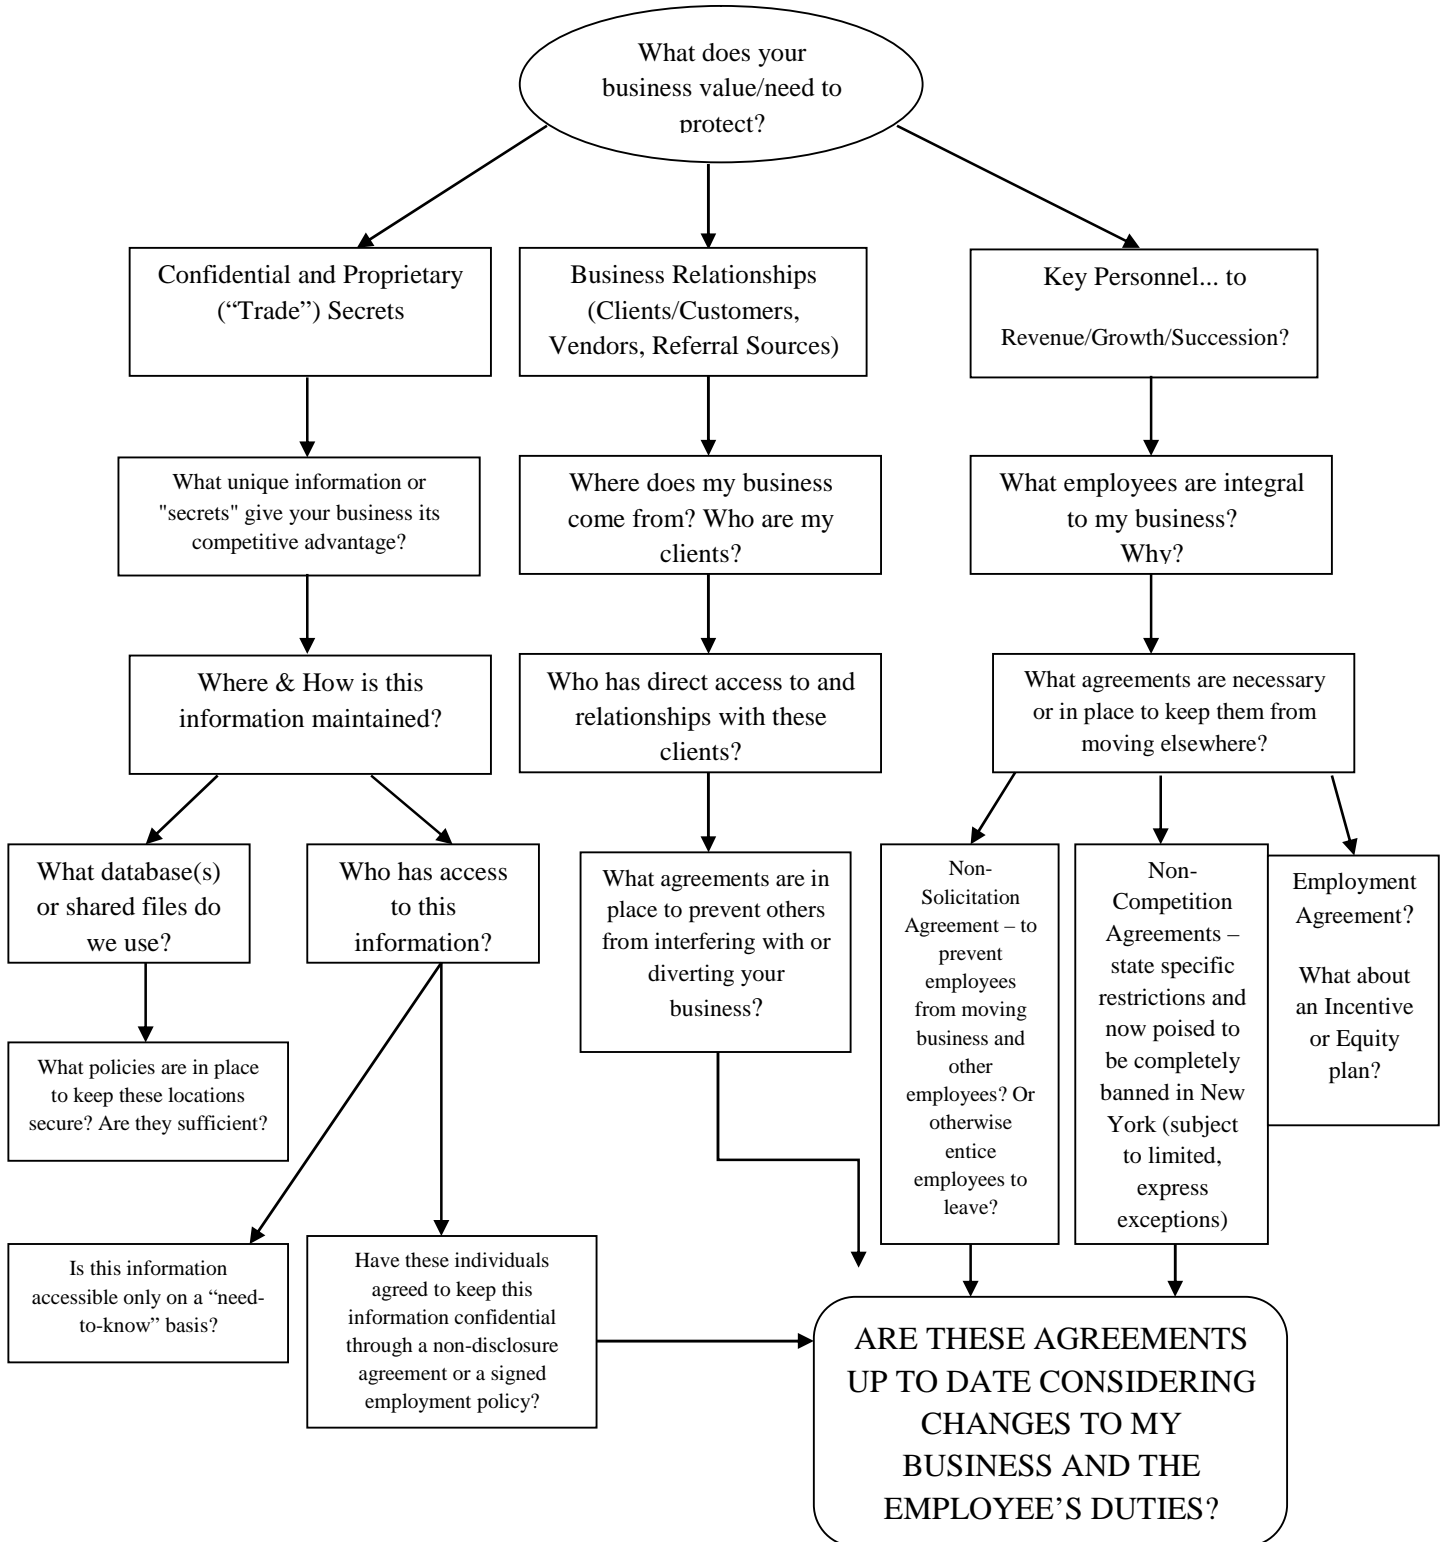 What does your
business value/need to
protect?
Confidential and Proprietary
(“Trade”) Secrets
Business Relationships
(Clients/Customers,
Vendors, Referral Sources)
Key Personnel... to
Revenue/Growth/Succession?
What unique information or
"secrets" give your business its
competitive advantage?
Where does my business
come from? Who are my
clients?
What employees are integral
to my business?
Why?
Where & How is this
information maintained?
Who has direct access to and
relationships with these
clients?
What agreements are necessary
or in place to keep them from
moving elsewhere?
What database(s)
or shared files do
we use?
Who has access
to this
information?
What agreements are in
place to prevent others
from interfering with or
diverting your
business?
Non-
Solicitation
Agreement – to
prevent
employees
from moving
business and
other
employees? Or
otherwise
entice
employees to
leave?
Non-
Competition
Agreements –
state specific
restrictions and
now poised to
be completely
banned in New
York (subject
to limited,
express
exceptions)
Employment
Agreement?
What about
an Incentive
or Equity
plan?
What policies are in place
to keep these locations
secure? Are they sufficient?
Is this information
accessible only on a “need-
to-know” basis?
Have these individuals
agreed to keep this
information confidential
through a non-disclosure
agreement or a signed
employment policy?
ARE THESE AGREEMENTS
UP TO DATE CONSIDERING
CHANGES TO MY
BUSINESS AND THE
EMPLOYEE’S DUTIES?